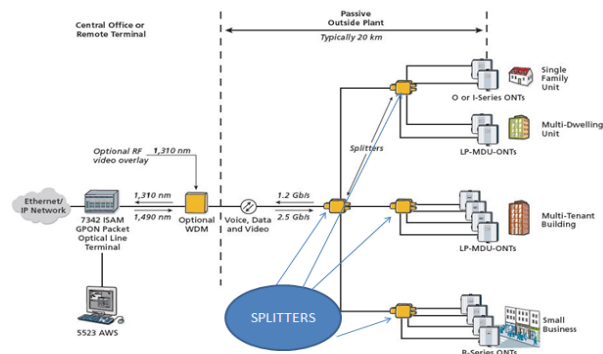 Central Office or
Remote Terminal
Passive
Outside Plant
Typically 20 km
Single
Family
Unit
O or I-Series ONTs
Multi-Dwelling
Unit
LP-MDU-ONTs
Optional RF
video overlay
1,310 nm
Splitters
Ethernet/
IP Network
1,310 nm
1,490 nm
7342 ISAM
GPON Packet
Optical Line
Terminal
Optional
WDM
Voice, Data
and Video
1.2 Gb/s
2.5 Gb/s
Multi-Tenant
Building
LP-MDU-ONTs
SPLITTERS
5523 AWS
Small
Business
B-Series ONTs